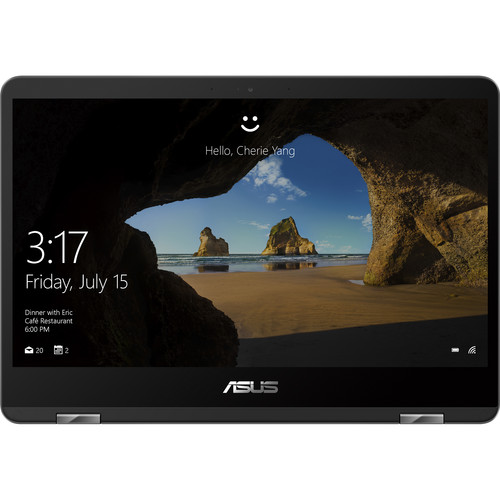 Hello, Cherie Yang
3:17
Friday, July 15
Dinner with Eric
Café Restaurant
6:00 PM
20 2
ASUS